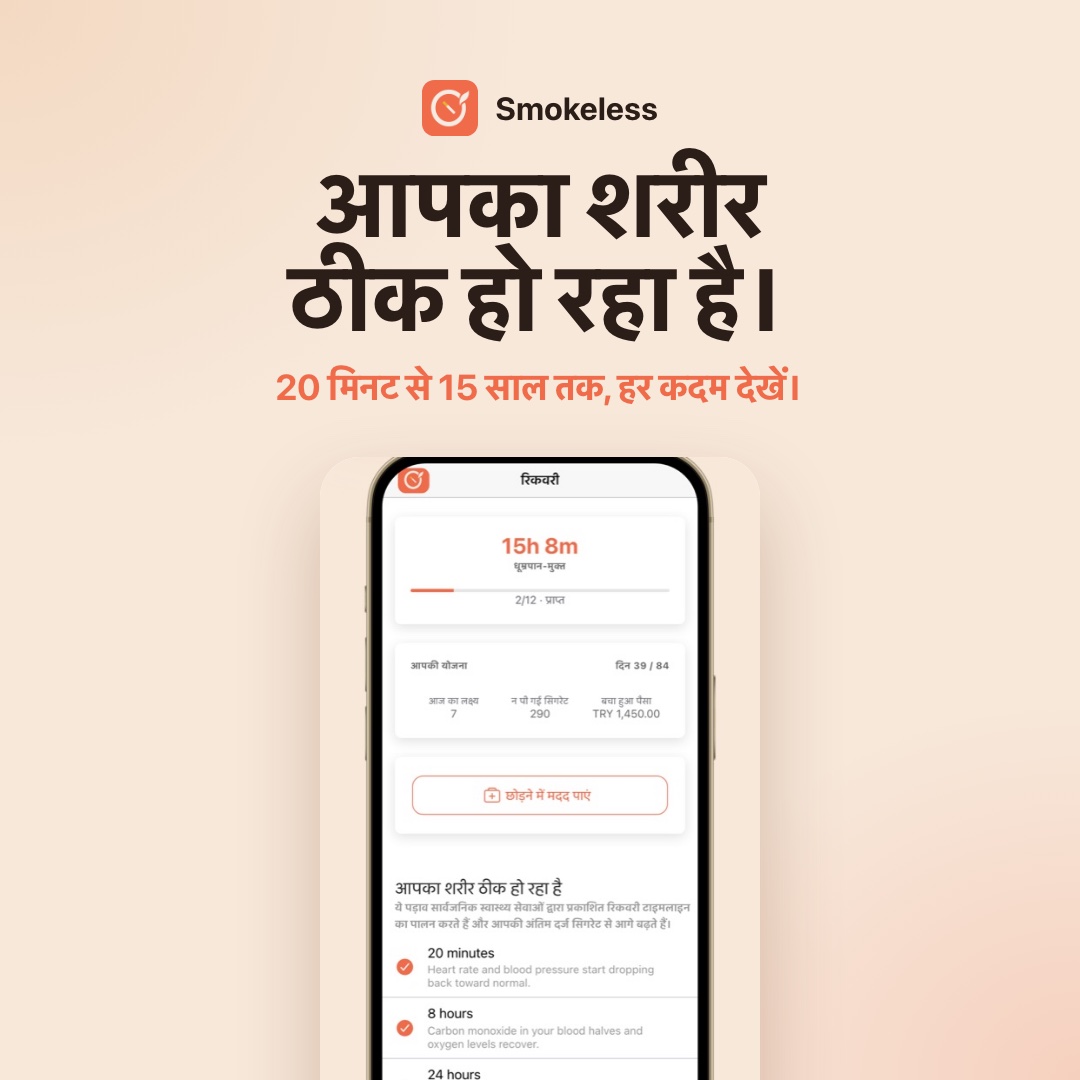 Smokeless
आपका शरीर
ठीक हो रहा है।
20 मिनट से 15 साल तक, हर कदम देखें।
रिकवरी
15h 8m
धूम्रपान-मुक्त
2/12 · प्राप्त
आपकी योजना दिन 39 / 84
आज का लक्ष्य न पी गई सिगरेट बचा हुआ पैसा
7 290 TRY 1,450.00
छोड़ने में मदद पाएं
आपका शरीर ठीक हो रहा है
ये पड़ाव सार्वजनिक स्वास्थ्य सेवाओं द्वारा प्रकाशित रिकवरी टाइमलाइन
का पालन करते हैं और आपकी अंतिम दर्ज सिगरेट से आगे बढ़ते हैं।
20 minutes
Heart rate and blood pressure start dropping
back toward normal.
8 hours
Carbon monoxide in your blood halves and
oxygen levels recover.
24 hours